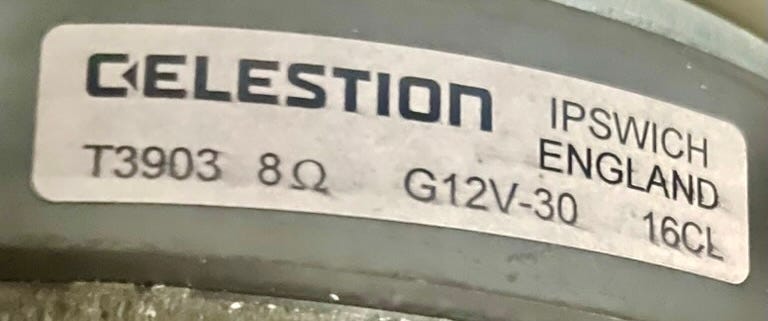 CELESTION IPSWICH
ENGLAND
T3903 8Ω G12V-30 16CL